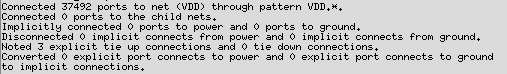 Connected 37492 ports to net (VDD) through pattern VDD.*.
Connected 0 ports to the child nets.
Implicitly connected 0 ports to power and 0 ports to ground.
Disconnected 0 implicit connects from power and 0 implicit connects from ground.
Noted 3 explicit tie up connections and 0 tie down connections.
Converted 0 explicit port connects to power and 0 explicit port connects to ground
to implicit connections.